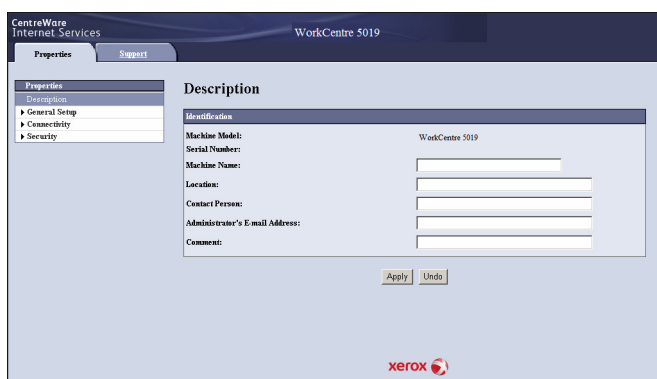 CentreWare
Internet Services
WorkCentre 5019
Properties
Support
Properties
Description
General Setup
Connectivity
Security
Description
Identification
Machine Model:
WorkCentre 5019
Serial Number:
Machine Name:
Location:
Contact Person:
Administrator's E-mail Address:
Comment:
Apply
Undo
xerox